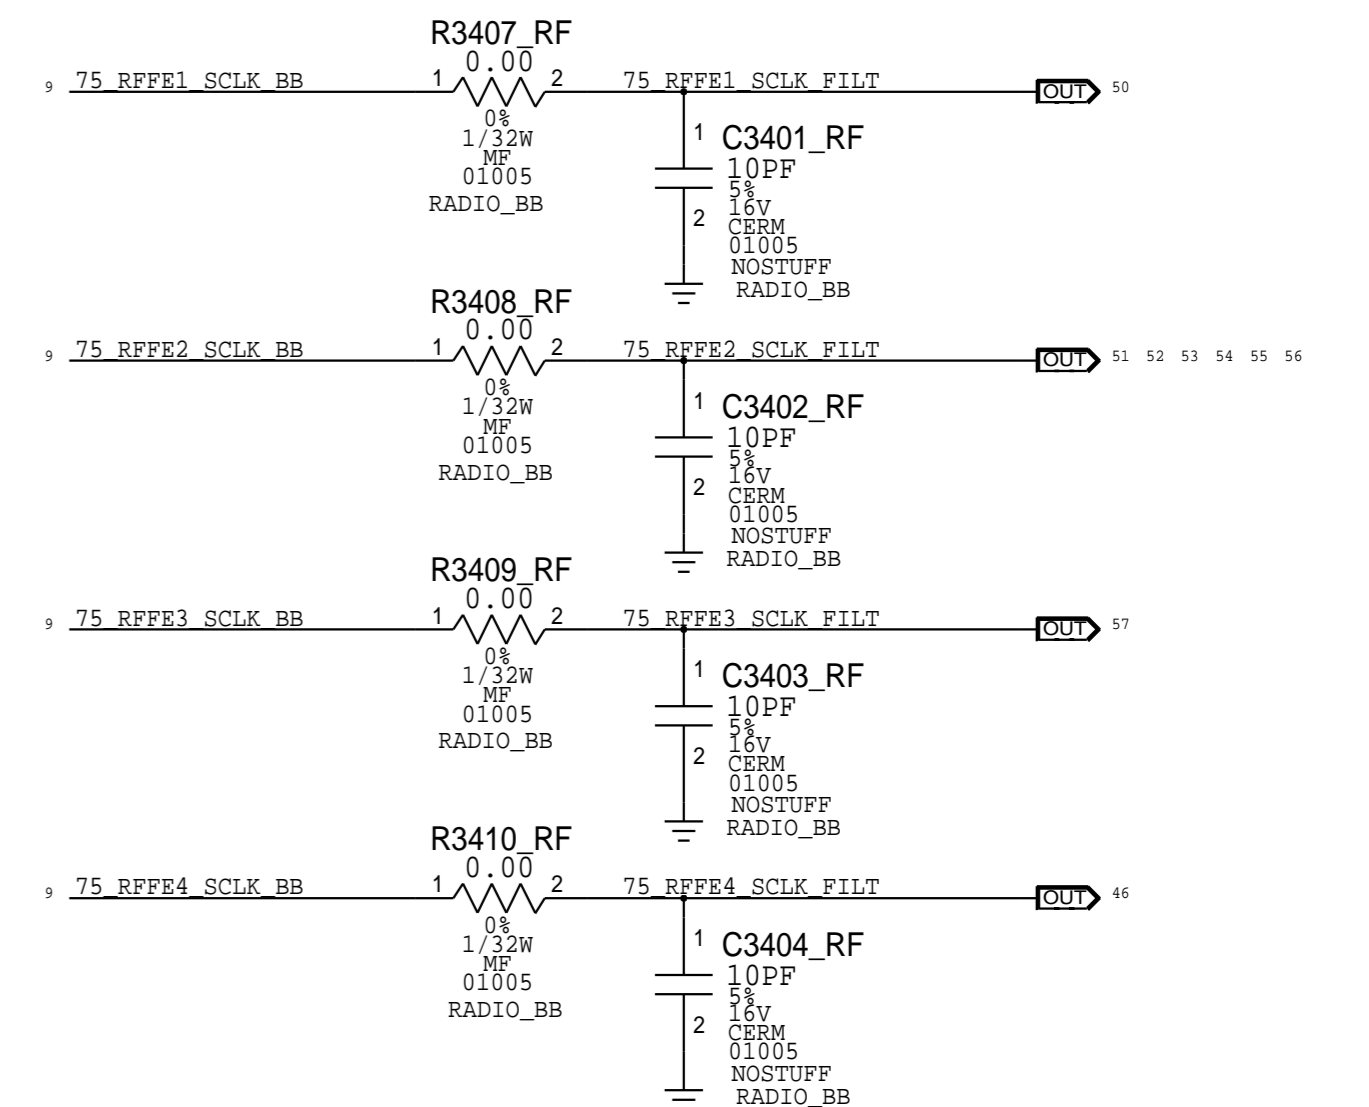 R3407_RF
0.00
9 75_RFFE1_SCLK_BB 1 2 75_RFFE1_SCLK_FILT OUT 50
0%
1/32W
MF
01005
RADIO_BB
1 C3401_RF
10PF
5%
16V
2 CERM
01005
NOSTUFF
RADIO_BB
R3408_RF
0.00
9 75_RFFE2_SCLK_BB 1 2 75_RFFE2_SCLK_FILT OUT 51 52 53 54 55 56
0%
1/32W
MF
01005
RADIO_BB
1 C3402_RF
10PF
5%
16V
2 CERM
01005
NOSTUFF
RADIO_BB
R3409_RF
0.00
9 75_RFFE3_SCLK_BB 1 2 75_RFFE3_SCLK_FILT OUT 57
0%
1/32W
MF
01005
RADIO_BB
1 C3403_RF
10PF
5%
16V
2 CERM
01005
NOSTUFF
RADIO_BB
R3410_RF
0.00
9 75_RFFE4_SCLK_BB 1 2 75_RFFE4_SCLK_FILT OUT 46
0%
1/32W
MF
01005
RADIO_BB
1 C3404_RF
10PF
5%
16V
2 CERM
01005
NOSTUFF
RADIO_BB